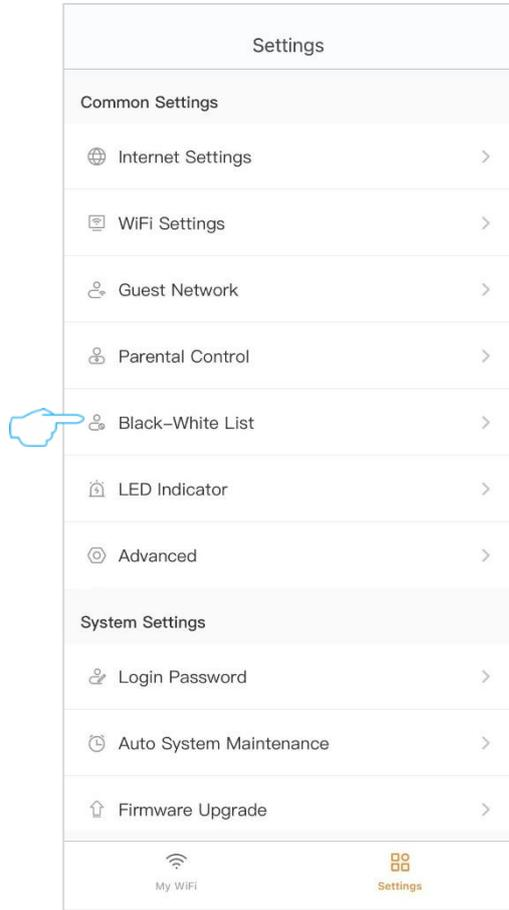 Settings
Common Settings
Internet Settings
WiFi Settings
Guest Network
Parental Control
Black-White List
LED Indicator
Advanced
System Settings
Login Password
Auto System Maintenance
Firmware Upgrade
My WiFi
Settings